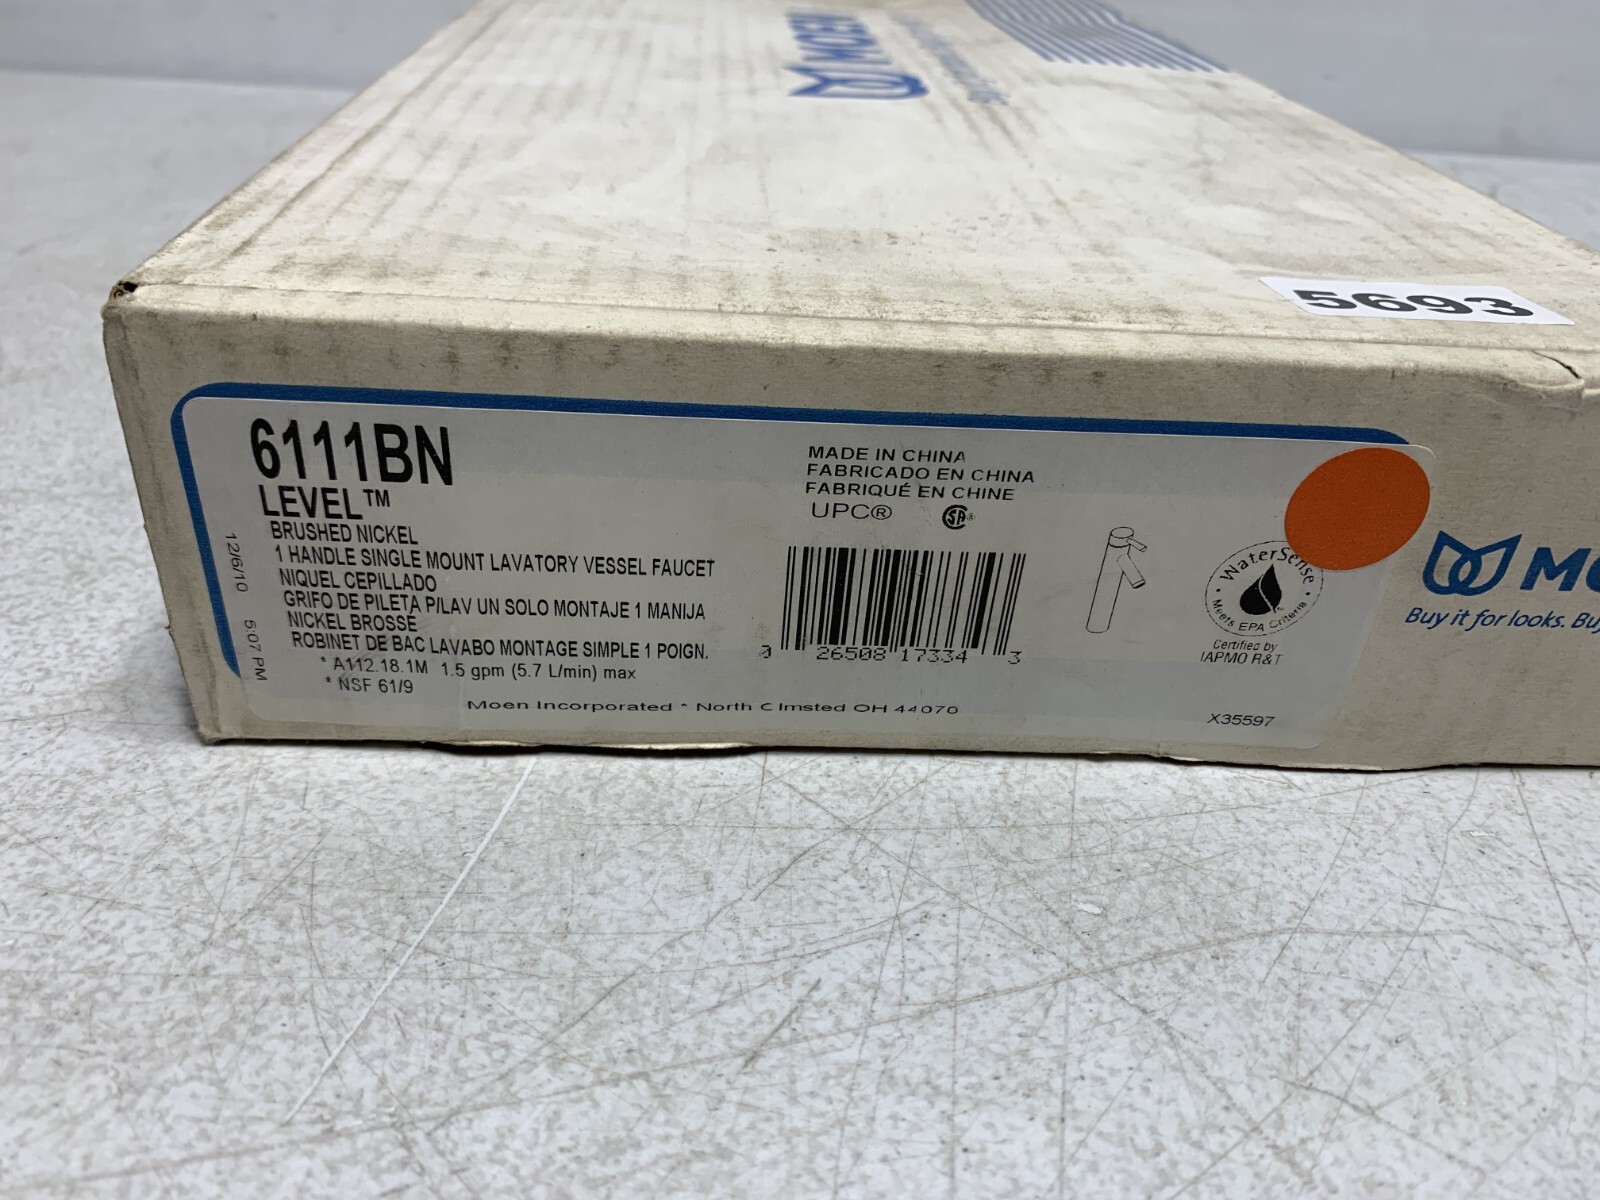 MOEN
5693
6111BN
LEVEL™
BRUSHED NICKEL
1 HANDLE SINGLE MOUNT LAVATORY VESSEL FAUCET
NIQUEL CEPILLADO
GRIFO DE PILETA P/LAV UN SOLO MONTAJE 1 MANIJA
NICKEL BROSSÉ
ROBINET DE BAC LAVABO MONTAGE SIMPLE 1 POIGN.
* A112.18.1M 1.5 gpm (5.7 L/min) max
* NSF 61/9
12/6/10 5:07 PM
MADE IN CHINA
FABRICADO EN CHINA
FABRIQUÉ EN CHINE
UPC® SA®
0 26508 17334 3
WaterSense
Meets EPA Criteria
Certified by
IAPMO R&T
Moen Incorporated * North Olmsted OH 44070
X35597
Buy it for looks.